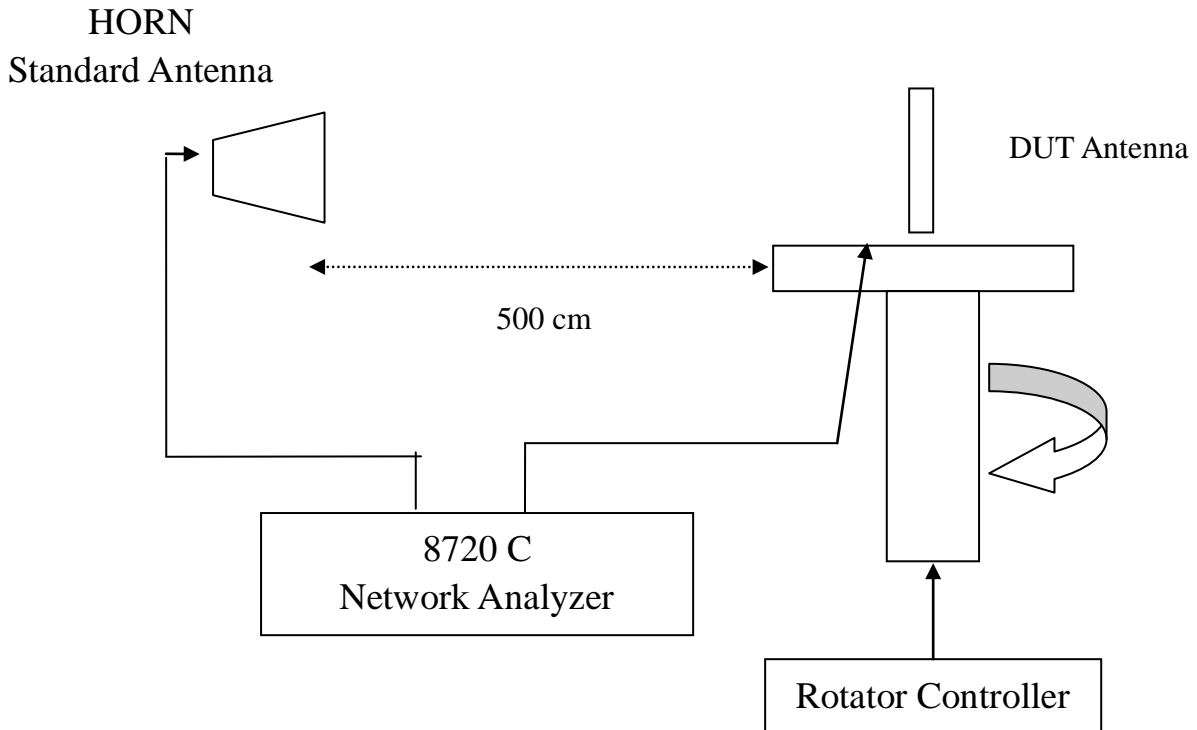 HORN
Standard Antenna
DUT Antenna
500 cm
8720 C
Network Analyzer
Rotator Controller